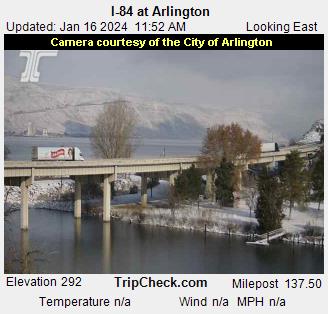 I-84 at Arlington
Updated: Jan 16 2024 11:52 AM Looking East
Camera courtesy of the City of Arlington
Elevation 292 TripCheck.com Milepost 137.50
Temperature n/a Wind n/a MPH n/a